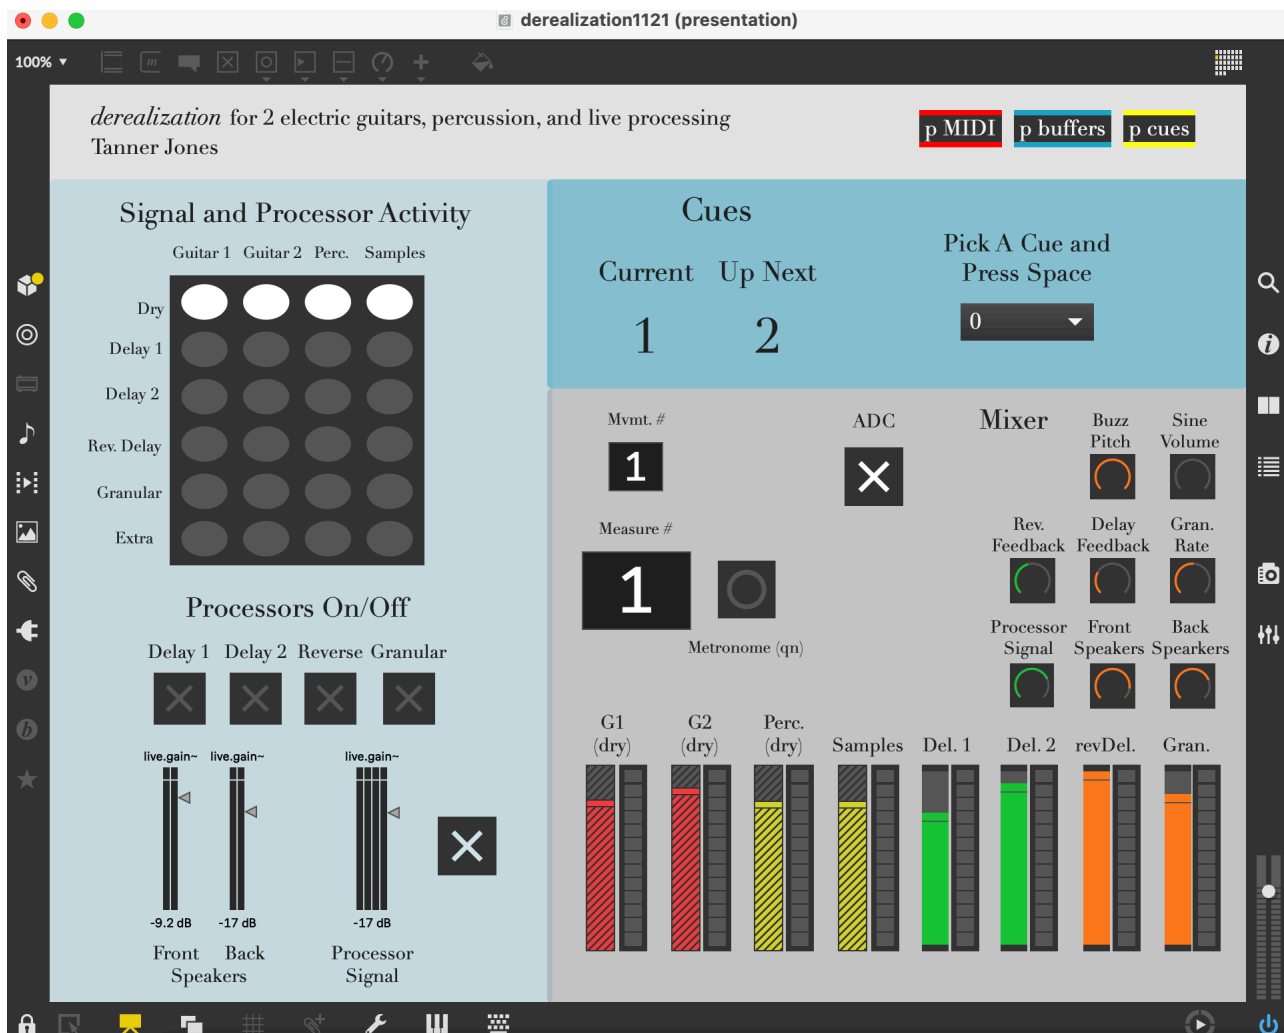 derealization1121 (presentation)
100%
derealization for 2 electric guitars, percussion, and live processing
Tanner Jones
p MIDI
p buffers
p cues
Signal and Processor Activity
Guitar 1 Guitar 2 Perc. Samples
Dry
Delay 1
Delay 2
Rev. Delay
Granular
Extra
Processors On/Off
Delay 1 Delay 2 Reverse Granular
live.gain~ live.gain~ live.gain~
-9.2 dB -17 dB -17 dB
Front Back
Speakers
Processor
Signal
Cues
Current Up Next
1 2
Pick A Cue and
Press Space
0
Mvmt. #
1
ADC
Measure #
1
Metronome (qn)
Mixer
Buzz
Pitch
Sine
Volume
Rev.
Feedback
Delay
Feedback
Gran.
Rate
Processor
Signal
Front
Speakers
Back
Spearkers
G1
(dry)
G2
(dry)
Perc.
(dry)
Samples
Del. 1
Del. 2
revDel.
Gran.